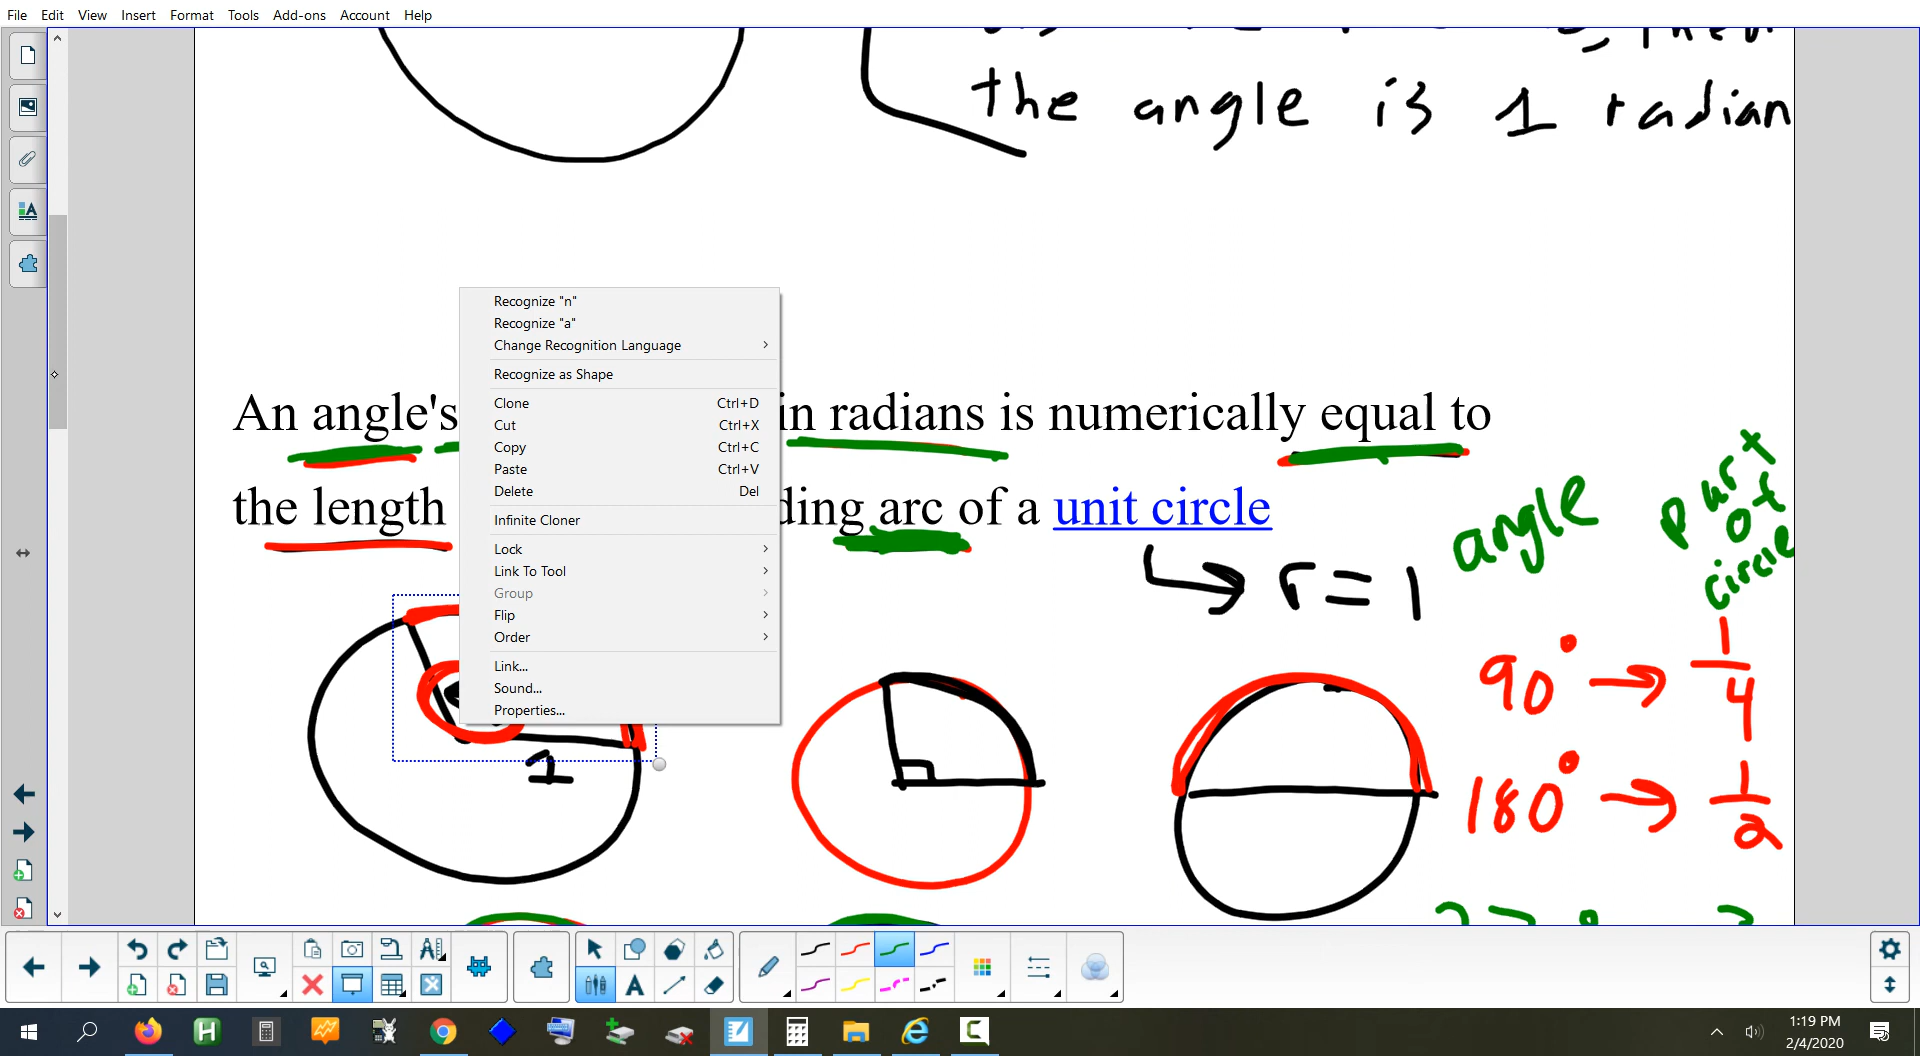 File Edit View Insert Format Tools Add-ons Account Help
the angle is 1 radian
Recognize "n"
Recognize "a"
Change Recognition Language
Recognize as Shape
Clone Ctrl+D
Cut Ctrl+X
Copy Ctrl+C
Paste Ctrl+V
Delete Del
Infinite Cloner
Lock
Link To Tool
Group
Flip
Order
Link...
Sound...
Properties...
An angle's in radians is numerically equal to
the length ding arc of a unit circle
angle
part
of
circle
r = 1
90° → 1/4
180° → 1/2
1
1:19 PM
2/4/2020